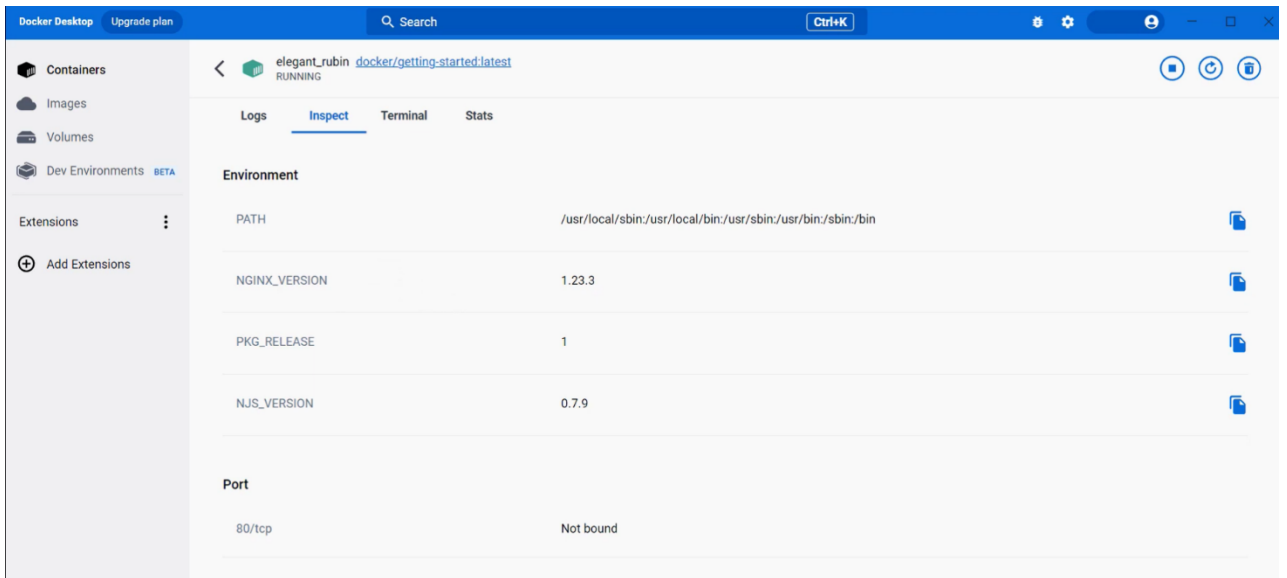 Docker Desktop Upgrade plan Search Ctrl+K
Containers
Images
Volumes
Dev Environments BETA
Extensions
Add Extensions
elegant_rubin docker/getting-started:latest
RUNNING
Logs Inspect Terminal Stats
Environment
PATH /usr/local/sbin:/usr/local/bin:/usr/sbin:/usr/bin:/sbin:/bin
NGINX_VERSION 1.23.3
PKG_RELEASE 1
NJS_VERSION 0.7.9
Port
80/tcp Not bound